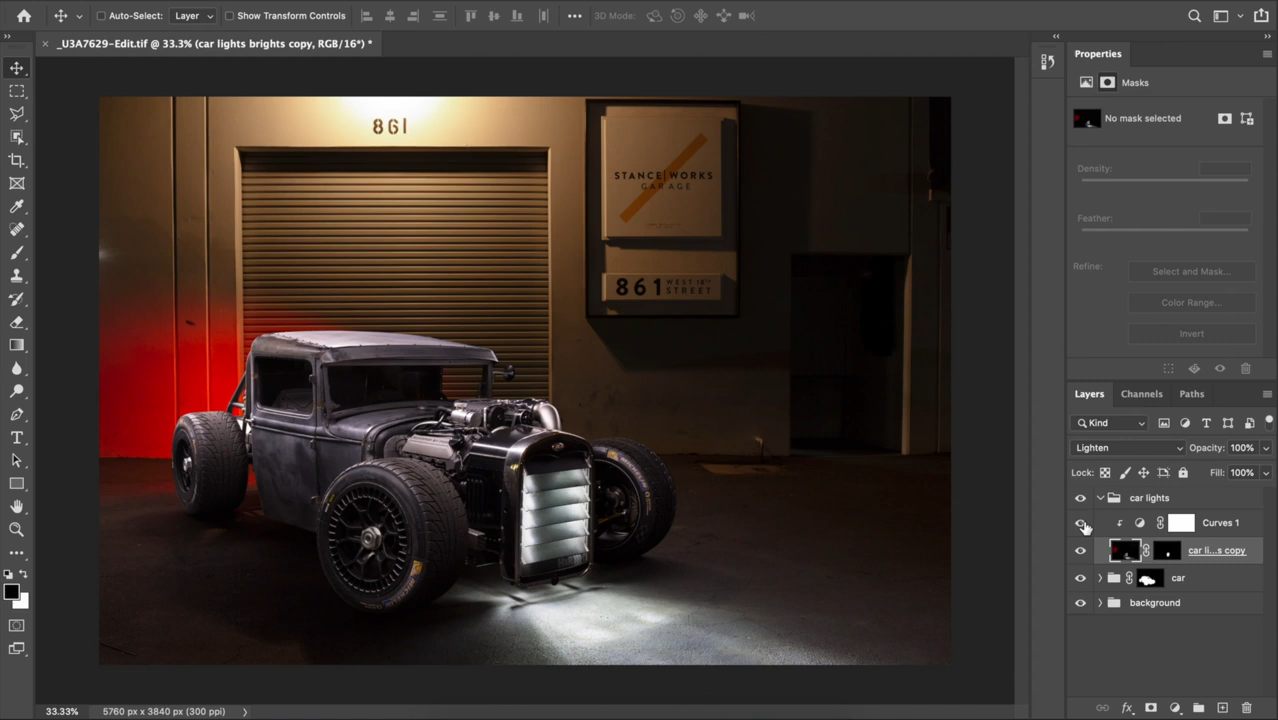 Auto-Select: Layer Show Transform Controls ••• 3D Mode:
_U3A7629-Edit.tif @ 33.3% (car lights brights copy, RGB/16*) *
861
STANCE|WORKS
GARAGE
861 WEST 16TH
STREET
33.33% 5760 px x 3840 px (300 ppi)
Properties
Masks
No mask selected
Density:
Feather:
Refine:
Select and Mask...
Color Range...
Invert
Layers Channels Paths
Kind
Lighten Opacity: 100%
Lock: Fill: 100%
car lights
Curves 1
car li...s copy
car
background
fx